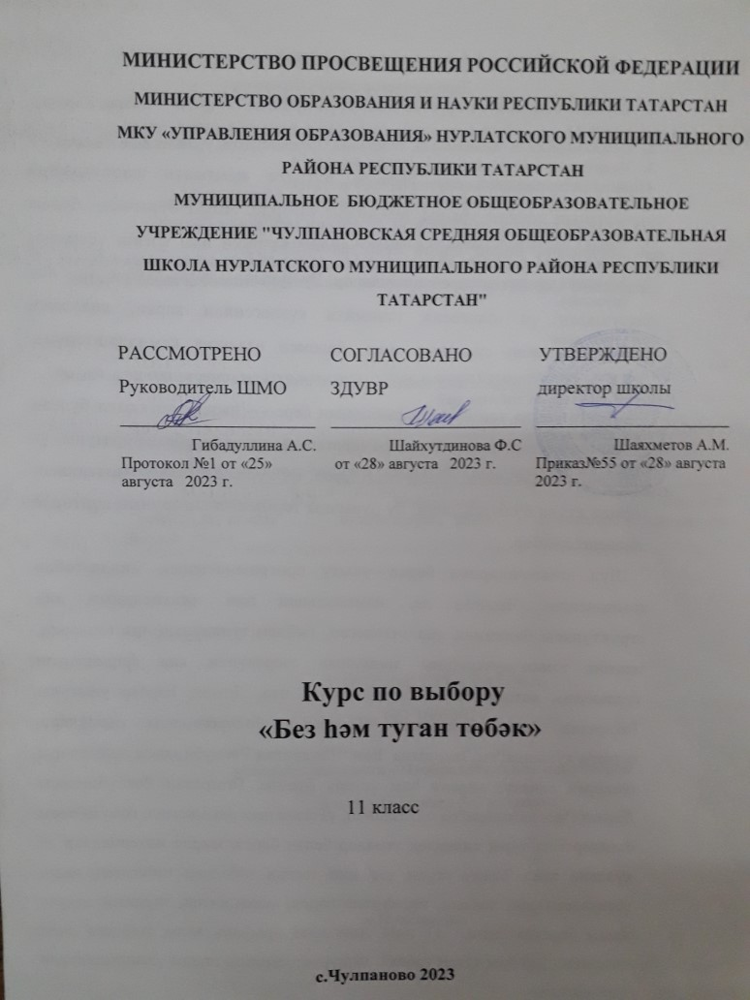 МИНИСТЕРСТВО ПРОСВЕЩЕНИЯ РОССИЙСКОЙ ФЕДЕРАЦИИ
МИНИСТЕРСТВО ОБРАЗОВАНИЯ И НАУКИ РЕСПУБЛИКИ ТАТАРСТАН
МКУ «УПРАВЛЕНИЯ ОБРАЗОВАНИЯ» НУРЛАТСКОГО МУНИЦИПАЛЬНОГО
РАЙОНА РЕСПУБЛИКИ ТАТАРСТАН
МУНИЦИПАЛЬНОЕ БЮДЖЕТНОЕ ОБЩЕОБРАЗОВАТЕЛЬНОЕ
УЧРЕЖДЕНИЕ "ЧУЛПАНОВСКАЯ СРЕДНЯЯ ОБЩЕОБРАЗОВАТЕЛЬНАЯ
ШКОЛА НУРЛАТСКОГО МУНИЦИПАЛЬНОГО РАЙОНА РЕСПУБЛИКИ
ТАТАРСТАН"
РАССМОТРЕНО
Руководитель ШМО
Гибадуллина А.С.
Протокол №1 от «25»
августа 2023 г.
СОГЛАСОВАНО
ЗДУВР
Шайхутдинова Ф.С
от «28» августа 2023 г.
УТВЕРЖДЕНО
директор школы
Шаяхметов А.М.
Приказ№55 от «28» августа
2023 г.
Курс по выбору
«Без һәм туган төбәк»
11 класс
с.Чулпаново 2023